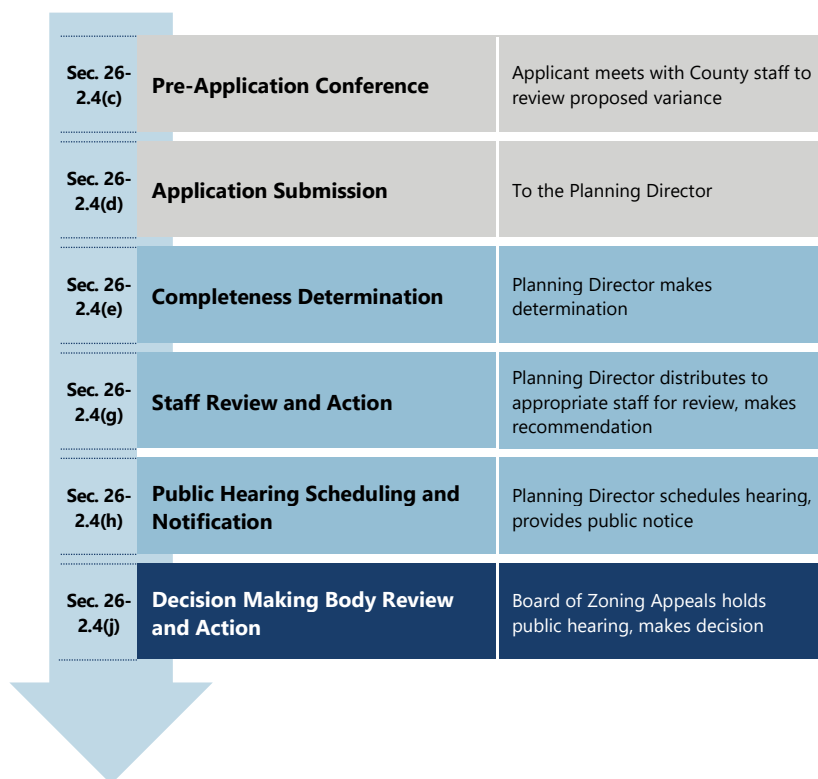 Sec. 26-
2.4(c)
Pre-Application Conference
Applicant meets with County staff to
review proposed variance
Sec. 26-
2.4(d)
Application Submission
To the Planning Director
Sec. 26-
2.4(e)
Completeness Determination
Planning Director makes
determination
Sec. 26-
2.4(g)
Staff Review and Action
Planning Director distributes to
appropriate staff for review, makes
recommendation
Sec. 26-
2.4(h)
Public Hearing Scheduling and
Notification
Planning Director schedules hearing,
provides public notice
Sec. 26-
2.4(j)
Decision Making Body Review
and Action
Board of Zoning Appeals holds
public hearing, makes decision